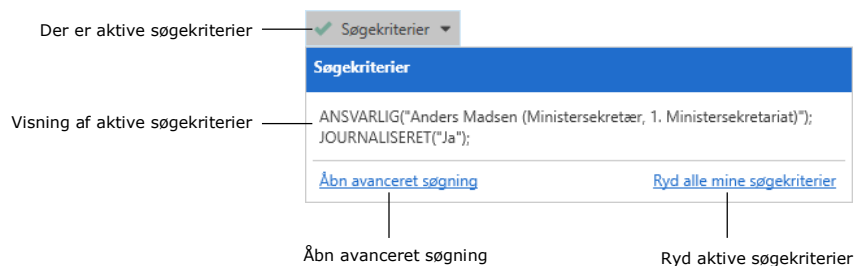 Der er aktive søgekriterier
Søgekriterier
Søgekriterier
Visning af aktive søgekriterier
ANSVARLIG("Anders Madsen (Ministersekretær, 1. Ministersekretariat)");
JOURNALISERET("Ja");
Åbn avanceret søgning
Ryd alle mine søgekriterier
Åbn avanceret søgning
Ryd aktive søgekriterier